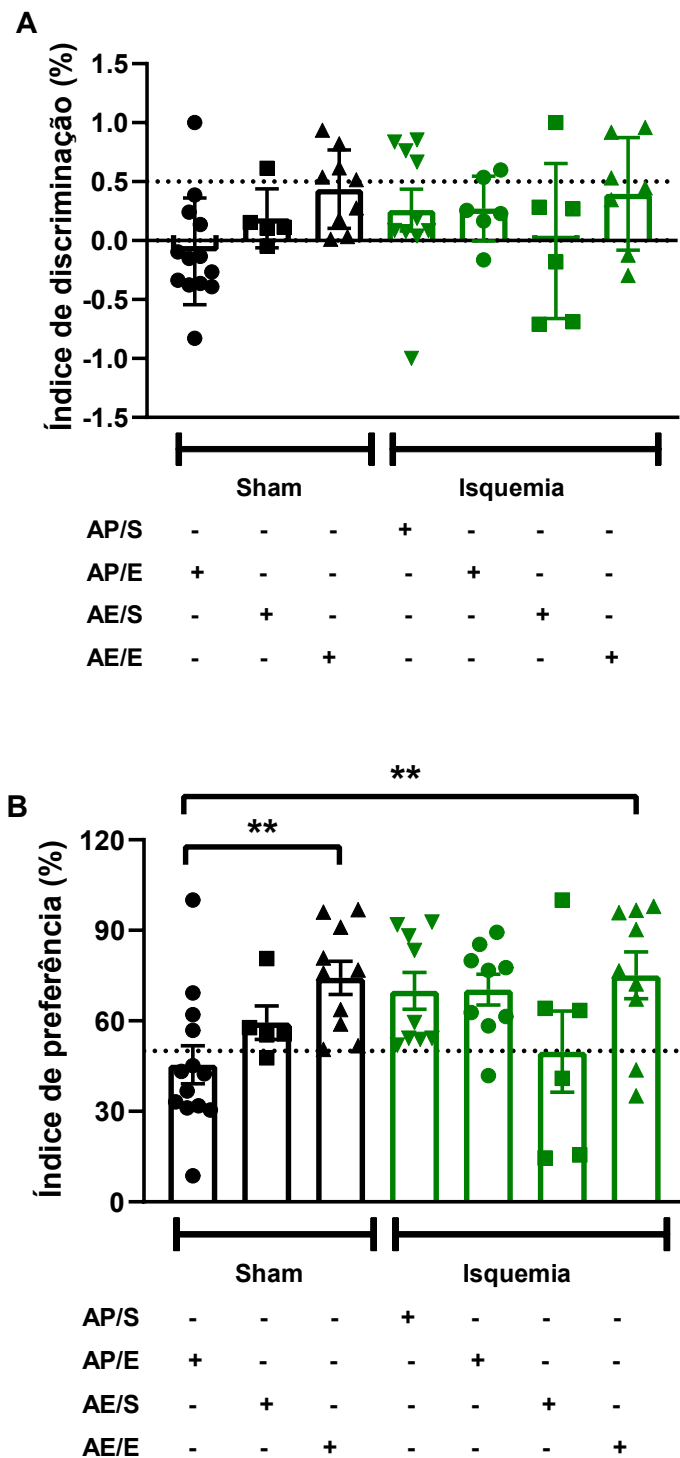 A
Índice de discriminação (%)
1.5
1.0
0.5
0.0
-0.5
-1.0
-1.5
Sham Isquemia
AP/S - - - + - - -
AP/E + - - - + - -
AE/S - + - - - + -
AE/E - - + - - - +
B
**
**
Índice de preferência (%)
120
90
60
30
0
Sham Isquemia
AP/S - - - + - - -
AP/E + - - - + - -
AE/S - + - - - + -
AE/E - - + - - - +